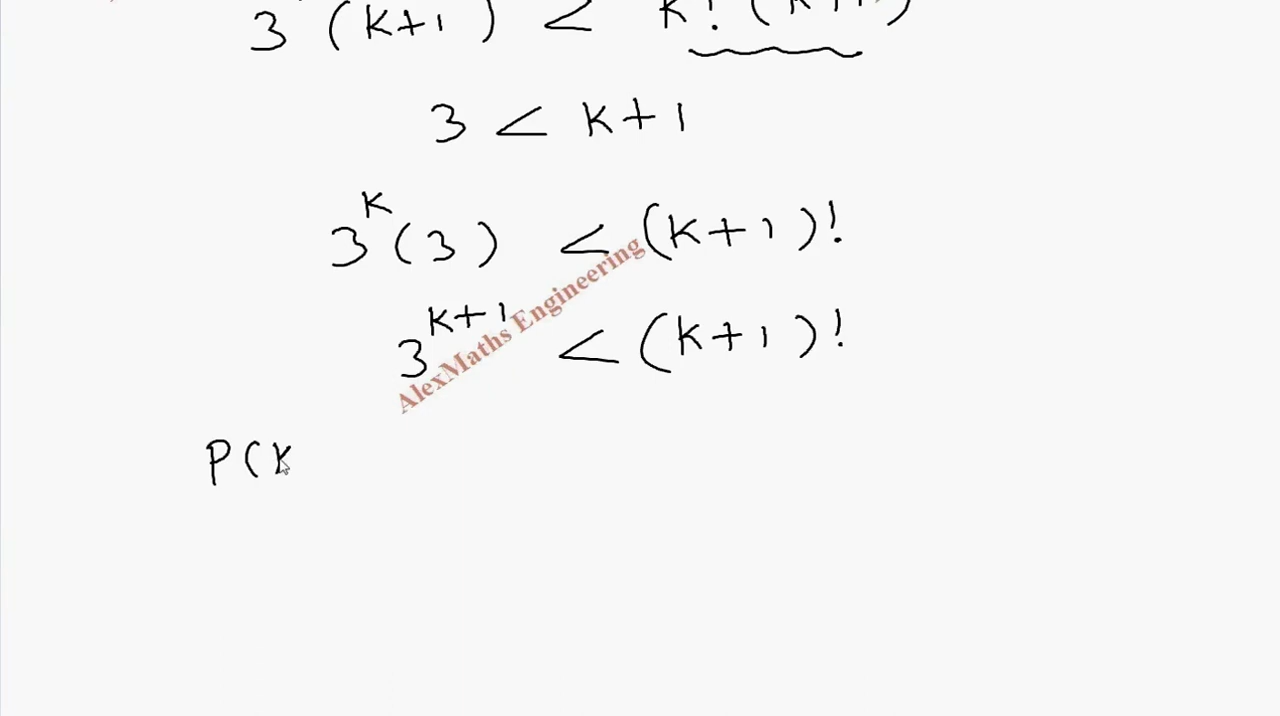 3 (k+1) < k! (k+1)
3 < k+1
3^k (3) < (k+1)!
3^{k+1} < (k+1)!
AlexMaths Engineering
P(K